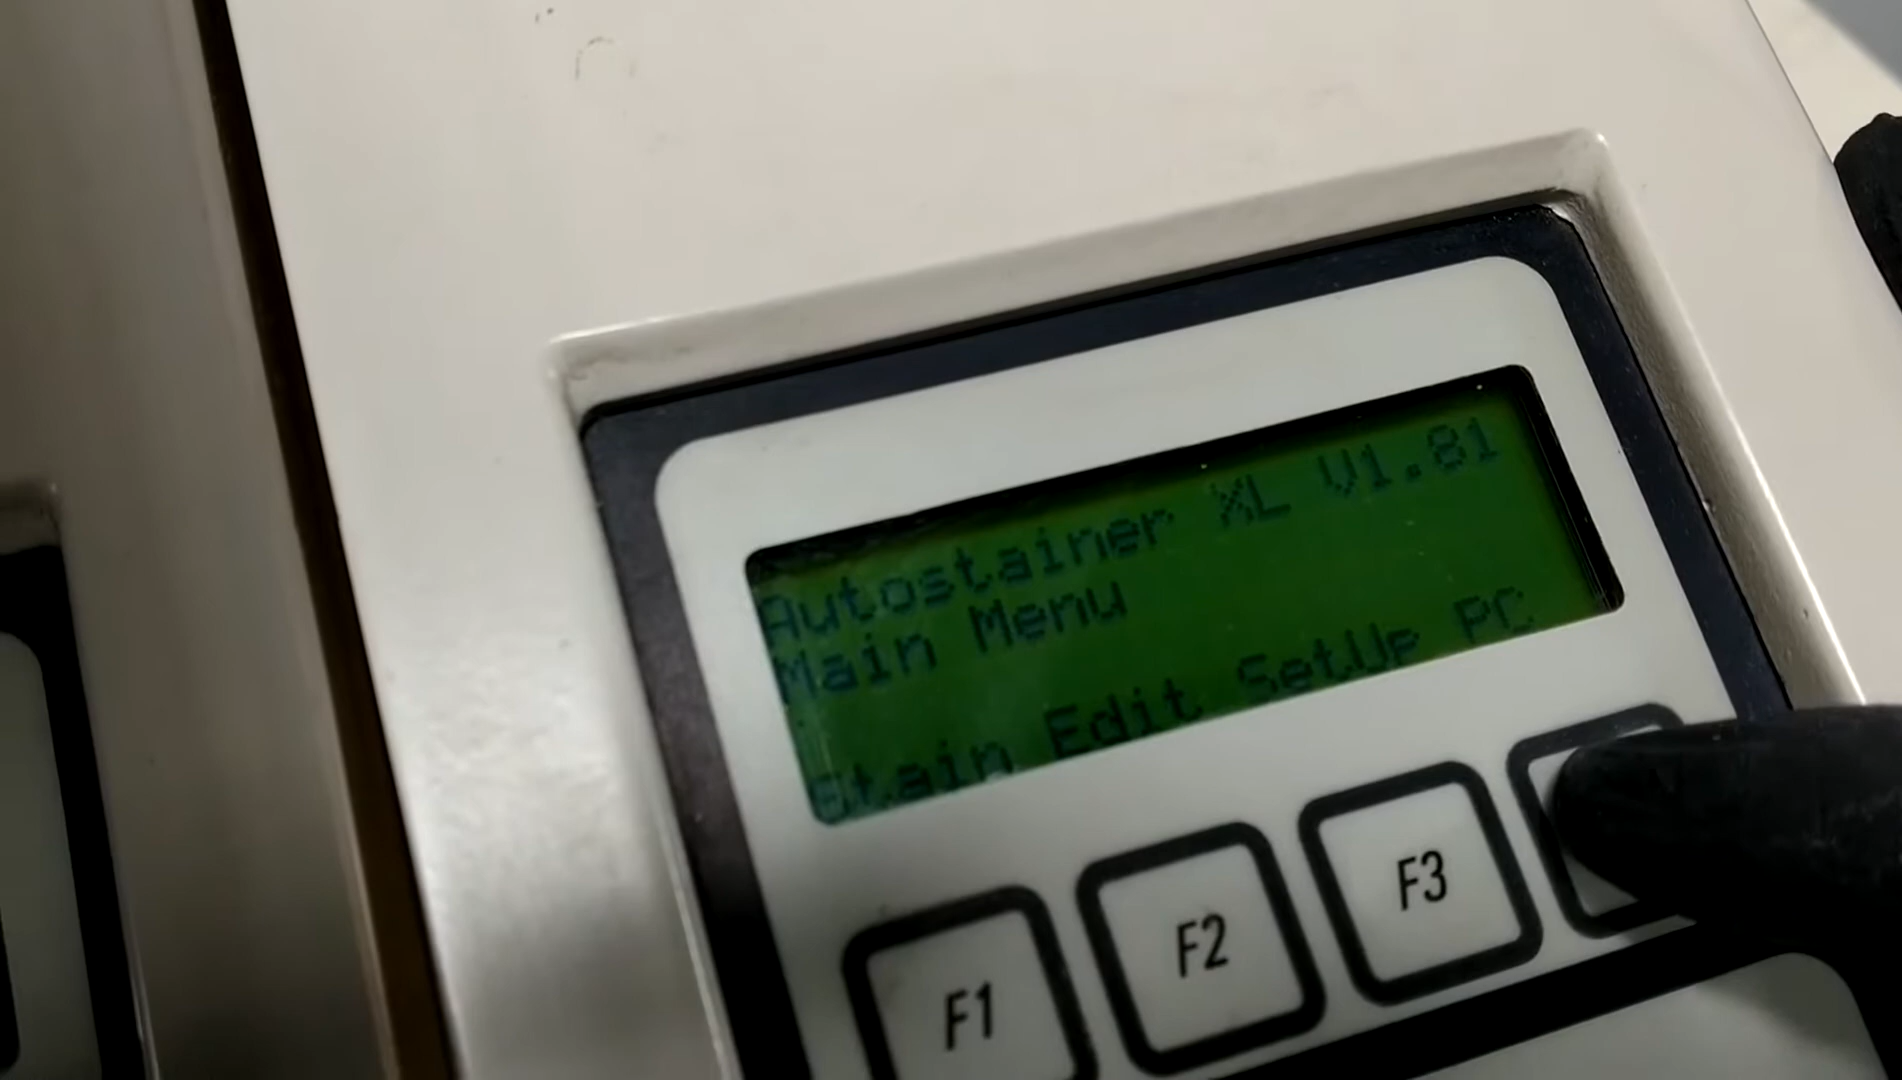 Autostainer XL V1.81
Main Menu
Stain Edit SetUp PC
F1
F2
F3